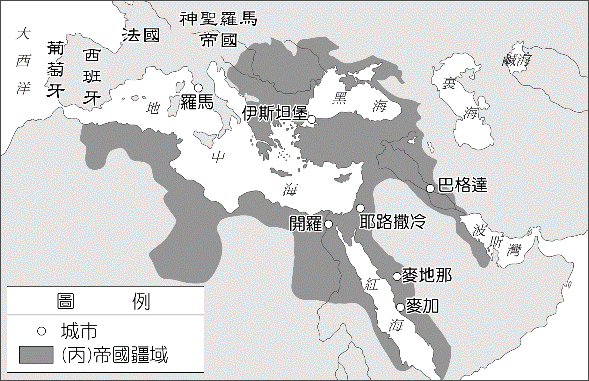 大西洋
葡萄牙
西班牙
法國
神聖羅馬
帝國
羅馬
地中海
伊斯坦堡
黑海
裏海
鹹海
巴格達
耶路撒冷
開羅
波斯灣
麥地那
麥加
紅海
圖 例
城市
(丙)帝國疆域